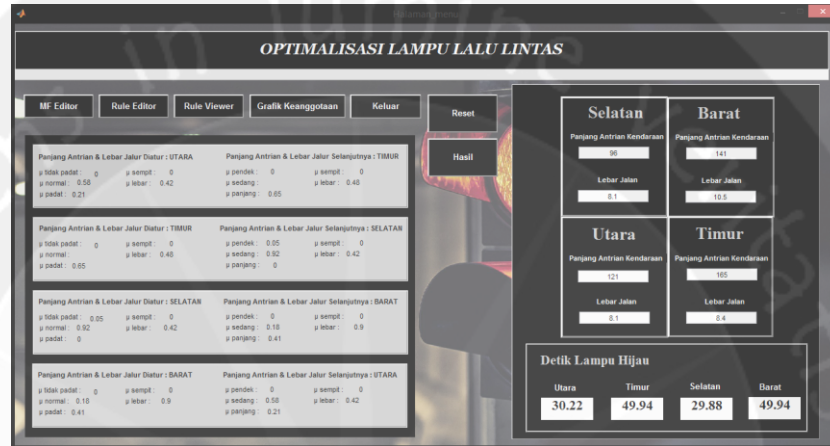 Halaman_menu
OPTIMALISASI LAMPU LALU LINTAS
MF Editor Rule Editor Rule Viewer Grafik Keanggotaan Keluar
Reset
Hasil
Panjang Antrian & Lebar Jalur Diatur : UTARA Panjang Antrian & Lebar Jalur Selanjutnya : TIMUR
µ tidak padat : 0 µ sempit : 0 µ pendek : 0 µ sempit : 0
µ normal : 0.58 µ lebar : 0.42 µ sedang : µ lebar : 0.48
µ padat : 0.21 µ panjang : 0.65
Panjang Antrian & Lebar Jalur Diatur : TIMUR Panjang Antrian & Lebar Jalur Selanjutnya : SELATAN
µ tidak padat : 0 µ sempit : 0 µ pendek : 0.05 µ sempit : 0
µ normal : µ lebar : 0.48 µ sedang : 0.92 µ lebar : 0.42
µ padat : 0.65 µ panjang : 0
Panjang Antrian & Lebar Jalur Diatur : SELATAN Panjang Antrian & Lebar Jalur Selanjutnya : BARAT
µ tidak padat : 0.05 µ sempit : 0 µ pendek : 0 µ sempit : 0
µ normal : 0.92 µ lebar : 0.42 µ sedang : 0.18 µ lebar : 0.9
µ padat : 0 µ panjang : 0.41
Panjang Antrian & Lebar Jalur Diatur : BARAT Panjang Antrian & Lebar Jalur Selanjutnya : UTARA
µ tidak padat : 0 µ sempit : 0 µ pendek : 0 µ sempit : 0
µ normal : 0.18 µ lebar : 0.9 µ sedang : 0.58 µ lebar : 0.42
µ padat : 0.41 µ panjang : 0.21
Selatan Barat
Panjang Antrian Kendaraan Panjang Antrian Kendaraan
96 141
Lebar Jalan Lebar Jalan
8.1 10.5
Utara Timur
Panjang Antrian Kendaraan Panjang Antrian Kendaraan
121 165
Lebar Jalan Lebar Jalan
8.1 8.4
Detik Lampu Hijau
Utara Timur Selatan Barat
30.22 49.94 29.88 49.94